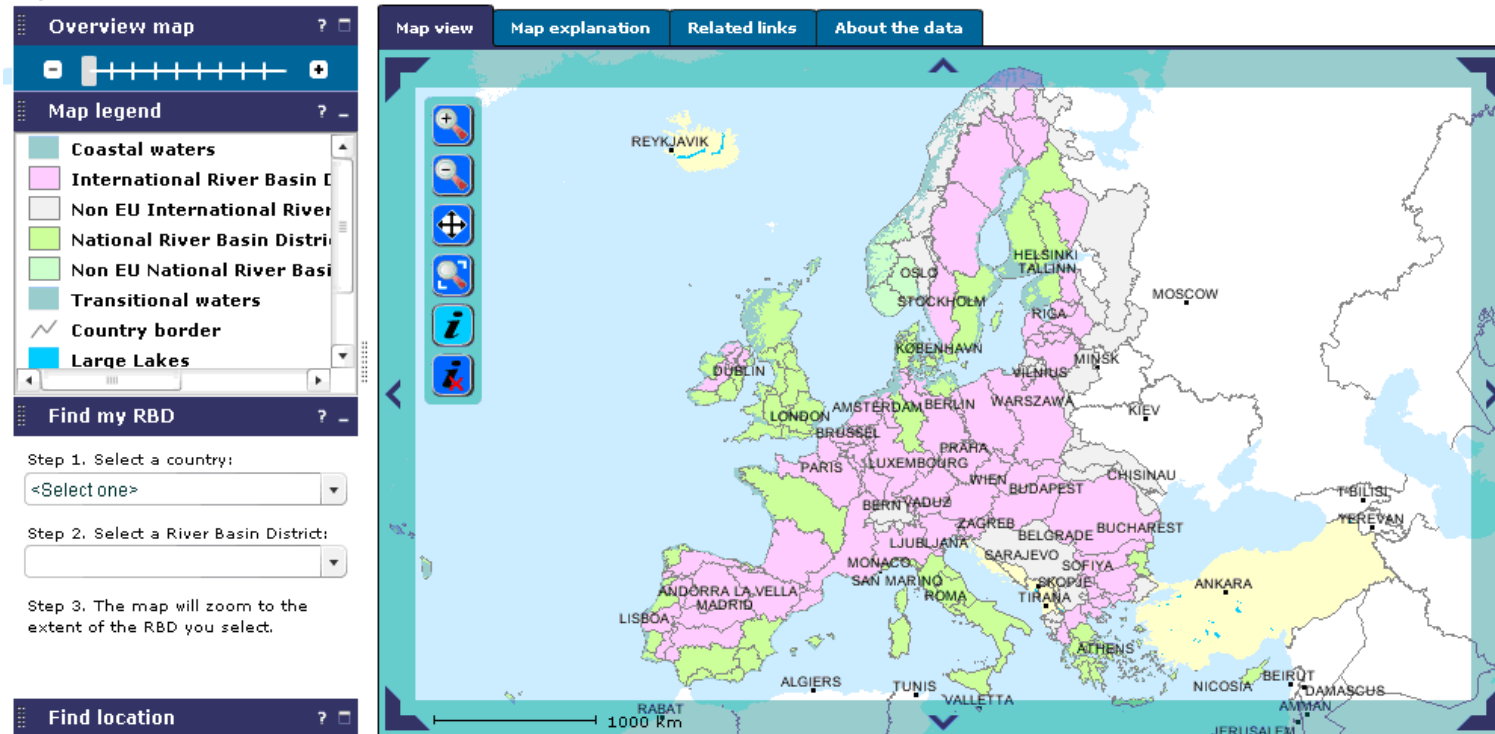 Overview map ?
Map legend ? -
Coastal waters
International River Basin D
Non EU International River
National River Basin Distri
Non EU National River Basi
Transitional waters
Country border
Large Lakes
Find my RBD ? -
Step 1. Select a country:
<Select one>
Step 2. Select a River Basin District:
Step 3. The map will zoom to the
extent of the RBD you select.
Find location ?
Map view
Map explanation
Related links
About the data
REYKJAVIK
HELSINKI
OSLO
TALLINN
STOCKHOLM
MOSCOW
RIGA
KØBENHAVN
MINSK
DUBLIN
VILNIUS
LONDON
AMSTERDAM
BERLIN
WARSZAWA
KIEV
BRUSSEL
PRAHA
PARIS
LUXEMBOURG
WIEN
BUDAPEST
CHISINAU
T'BILISI
BERN
VADUZ
YEREVAN
ZAGREB
BELGRADE
BUCHAREST
LJUBLJANA
SARAJEVO
MONACO
SOFIYA
SAN MARINO
SKOPJE
ANKARA
ANDORRA LA VELLA
ROMA
TIRANA
MADRID
LISBOA
ATHENS
ALGIERS
TUNIS
NICOSIA
BEIRUT
DAMASCUS
VALLETTA
AMMAN
RABAT
1000 Km
JERUSALEM